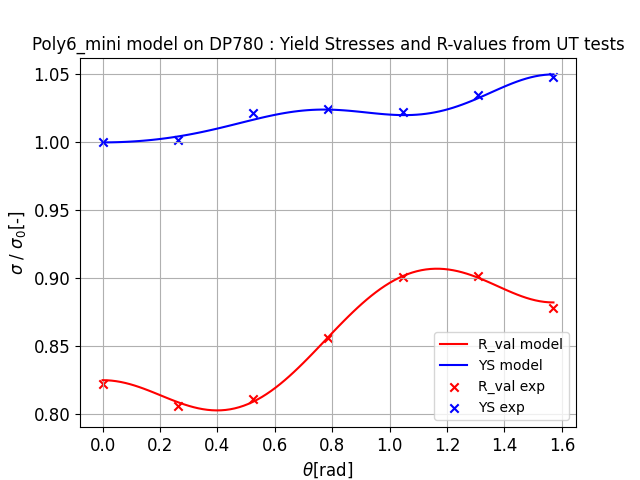 Poly6_mini model on DP780 : Yield Stresses and R-values from UT tests
1.05
1.00
0.95
0.90
0.85
0.80
σ / σ₀[-]
0.0 0.2 0.4 0.6 0.8 1.0 1.2 1.4 1.6
θ[rad]
R_val model
YS model
R_val exp
YS exp